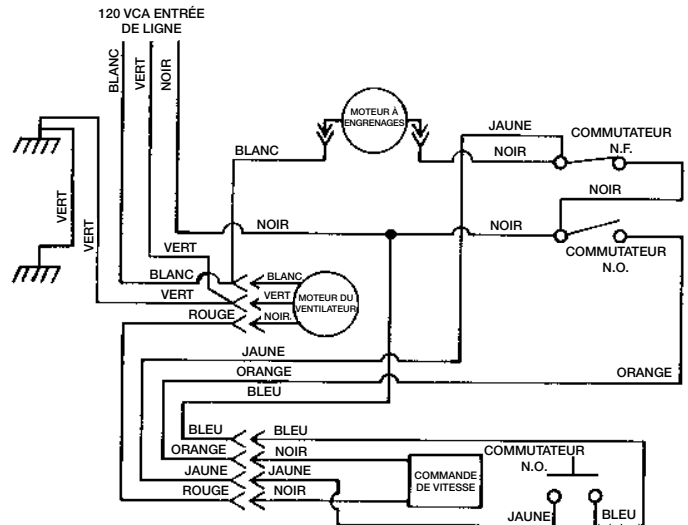 120 VCA ENTRÉE
DE LIGNE
BLANC
VERT
NOIR
MOTEUR À
ENGRENAGES
JAUNE
COMMUTATEUR
N.F.
BLANC
NOIR
NOIR
VERT
VERT
NOIR
NOIR
VERT
COMMUTATEUR
N.O.
BLANC
BLANC
VERT
VERT
MOTEUR DU
VENTILATEUR
ROUGE
NOIR.
JAUNE
ORANGE
ORANGE
BLEU
BLEU
BLEU
COMMUTATEUR
N.O.
ORANGE
NOIR
JAUNE
JAUNE
COMMANDE
DE VITESSE
ROUGE
NOIR
JAUNE
BLEU